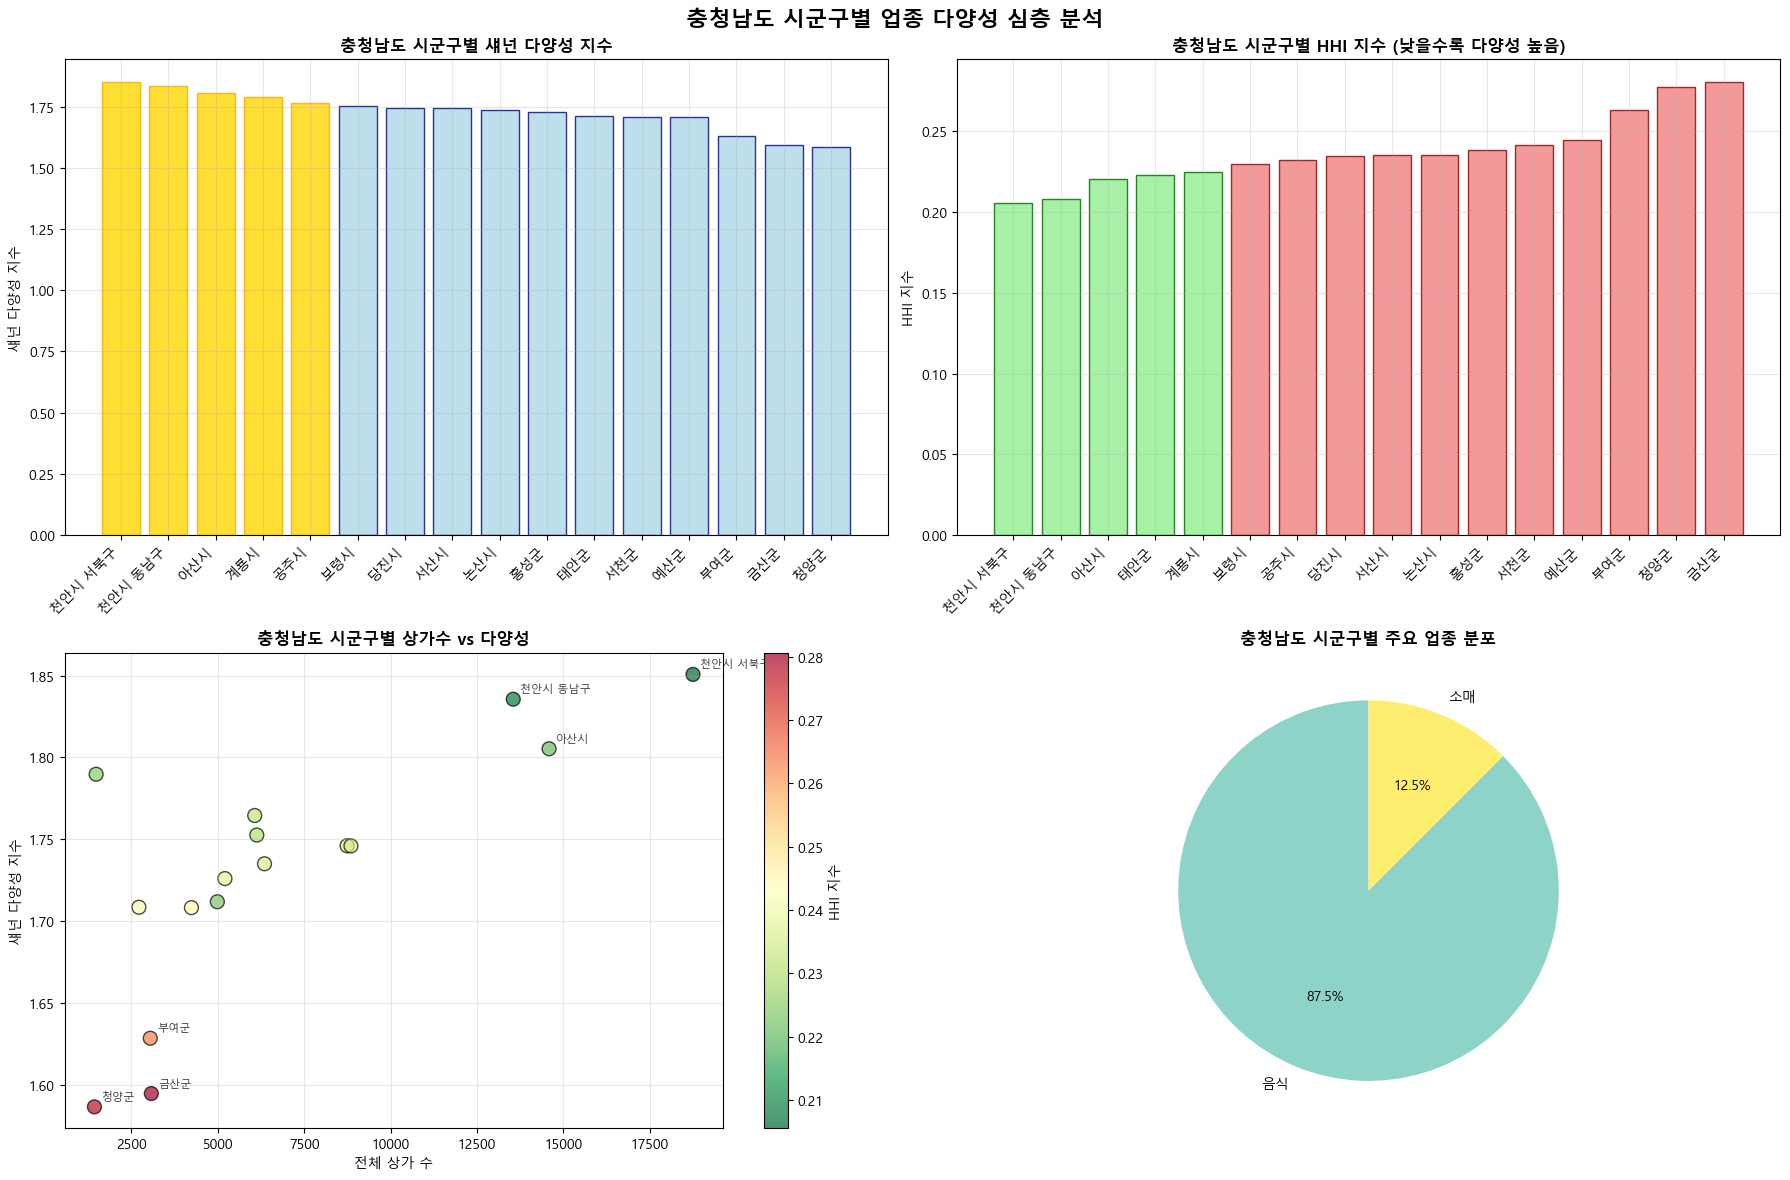 충청남도 시군구별 업종 다양성 심층 분석
충청남도 시군구별 섀넌 다양성 지수
섀넌 다양성 지수
1.75
1.50
1.25
1.00
0.75
0.50
0.25
0.00
천안시 서북구
천안시 동남구
아산시
계룡시
공주시
보령시
당진시
서산시
논산시
홍성군
태안군
서천군
예산군
부여군
금산군
청양군
충청남도 시군구별 HHI 지수 (낮을수록 다양성 높음)
HHI 지수
0.25
0.20
0.15
0.10
0.05
0.00
천안시 서북구
천안시 동남구
아산시
태안군
계룡시
보령시
공주시
당진시
서산시
논산시
홍성군
서천군
예산군
부여군
청양군
금산군
충청남도 시군구별 상가수 vs 다양성
섀넌 다양성 지수
1.85
1.80
1.75
1.70
1.65
1.60
천안시 서북구
천안시 동남구
아산시
부여군
금산군
청양군
2500
5000
7500
10000
12500
15000
17500
전체 상가 수
0.28
0.27
0.26
0.25
0.24
0.23
0.22
0.21
HHI 지수
충청남도 시군구별 주요 업종 분포
소매
12.5%
87.5%
음식